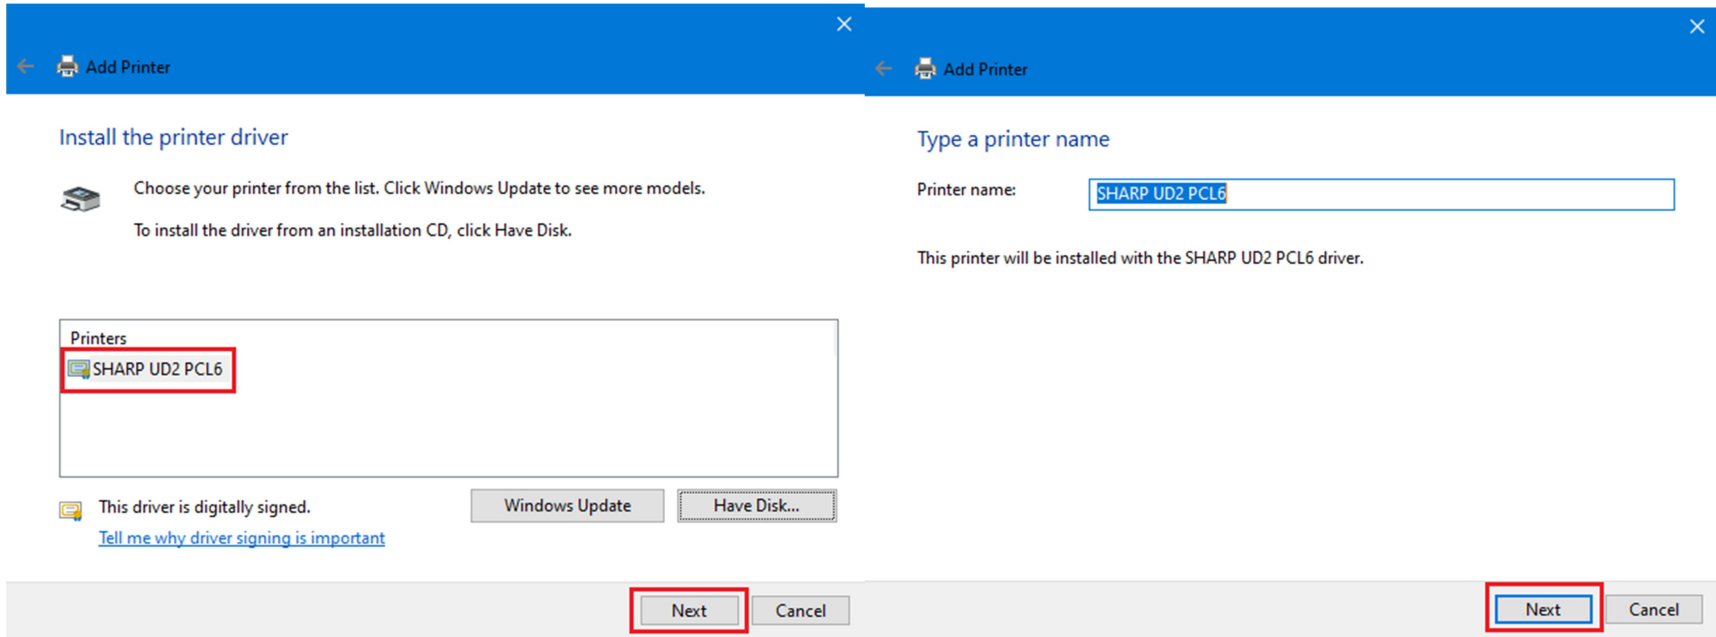 Add Printer
Install the printer driver
Choose your printer from the list. Click Windows Update to see more models.
To install the driver from an installation CD, click Have Disk.
Printers
SHARP UD2 PCL6
This driver is digitally signed.
Windows Update
Have Disk...
Tell me why driver signing is important
Next
Cancel
Add Printer
Type a printer name
Printer name:
SHARP UD2 PCL6
This printer will be installed with the SHARP UD2 PCL6 driver.
Next
Cancel